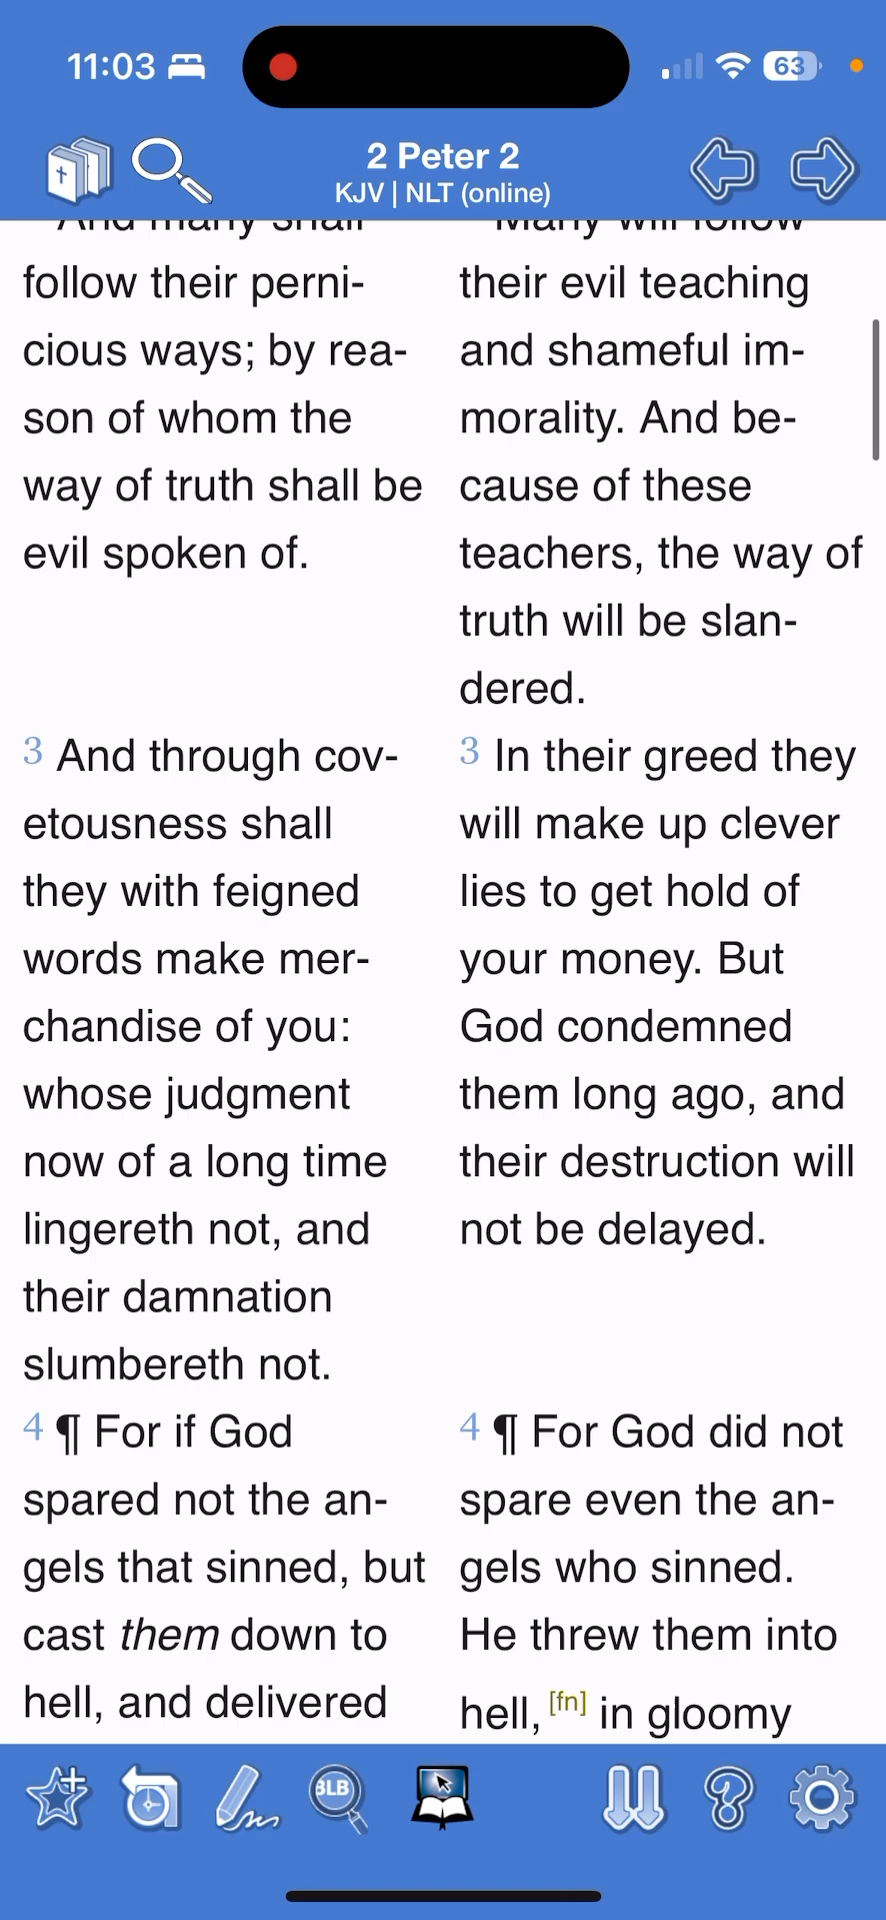 11:03
63
2 Peter 2
KJV | NLT (online)
And many shall
follow their perni-
cious ways; by rea-
son of whom the
way of truth shall be
evil spoken of.
Many will follow
their evil teaching
and shameful im-
morality. And be-
cause of these
teachers, the way of
truth will be slan-
dered.
3 And through cov-
etousness shall
they with feigned
words make mer-
chandise of you:
whose judgment
now of a long time
lingereth not, and
their damnation
slumbereth not.
3 In their greed they
will make up clever
lies to get hold of
your money. But
God condemned
them long ago, and
their destruction will
not be delayed.
4 ¶ For if God
spared not the an-
gels that sinned, but
cast them down to
hell, and delivered
4 ¶ For God did not
spare even the an-
gels who sinned.
He threw them into
hell, [fn] in gloomy
BLB